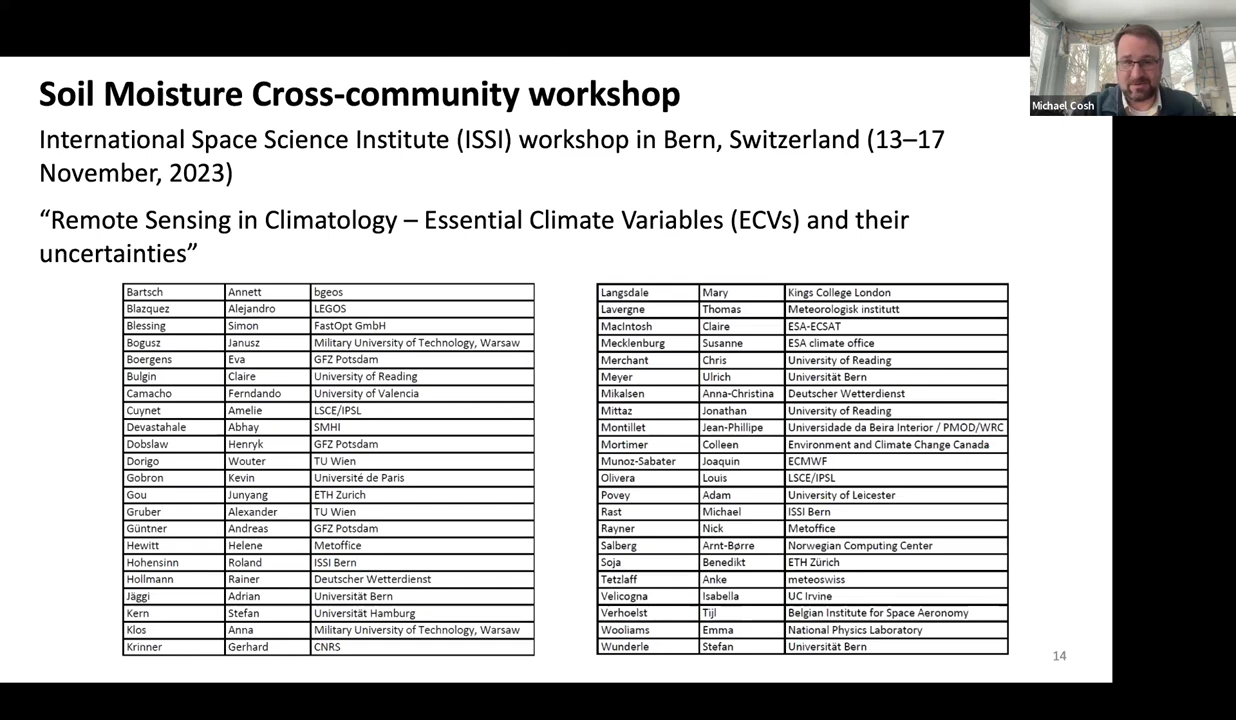 Soil Moisture Cross-community workshop
International Space Science Institute (ISSI) workshop in Bern, Switzerland (13–17
November, 2023)
“Remote Sensing in Climatology – Essential Climate Variables (ECVs) and their
uncertainties”
Bartsch Annett bgeos
Blazquez Alejandro LEGOS
Blessing Simon FastOpt GmbH
Bogusz Janusz Military University of Technology, Warsaw
Boergens Eva GFZ Potsdam
Bulgin Claire University of Reading
Camacho Ferndando University of Valencia
Cuynet Amelie LSCE/IPSL
Devastahale Abhay SMHI
Dobslaw Henryk GFZ Potsdam
Dorigo Wouter TU Wien
Gobron Kevin Université de Paris
Gou Junyang ETH Zurich
Gruber Alexander TU Wien
Güntner Andreas GFZ Potsdam
Hewitt Helene Metoffice
Hohensinn Roland ISSI Bern
Hollmann Rainer Deutscher Wetterdienst
Jäggi Adrian Universität Bern
Kern Stefan Universität Hamburg
Klos Anna Military University of Technology, Warsaw
Krinner Gerhard CNRS
Langsdale Mary Kings College London
Lavergne Thomas Meteorologisk institutt
MacIntosh Claire ESA-ECSAT
Mecklenburg Susanne ESA climate office
Merchant Chris University of Reading
Meyer Ulrich Universität Bern
Mikalsen Anna-Christina Deutscher Wetterdienst
Mittaz Jonathan University of Reading
Montillet Jean-Phillipe Universidade da Beira Interior / PMOD/WRC
Mortimer Colleen Environment and Climate Change Canada
Munoz-Sabater Joaquin ECMWF
Olivera Louis LSCE/IPSL
Povey Adam University of Leicester
Rast Michael ISSI Bern
Rayner Nick Metoffice
Salberg Arnt-Børre Norwegian Computing Center
Soja Benedikt ETH Zürich
Tetzlaff Anke meteoswiss
Velicogna Isabella UC Irvine
Verhoelst Tijl Belgian Institute for Space Aeronomy
Wooliams Emma National Physics Laboratory
Wunderle Stefan Universität Bern
14
Michael Cosh